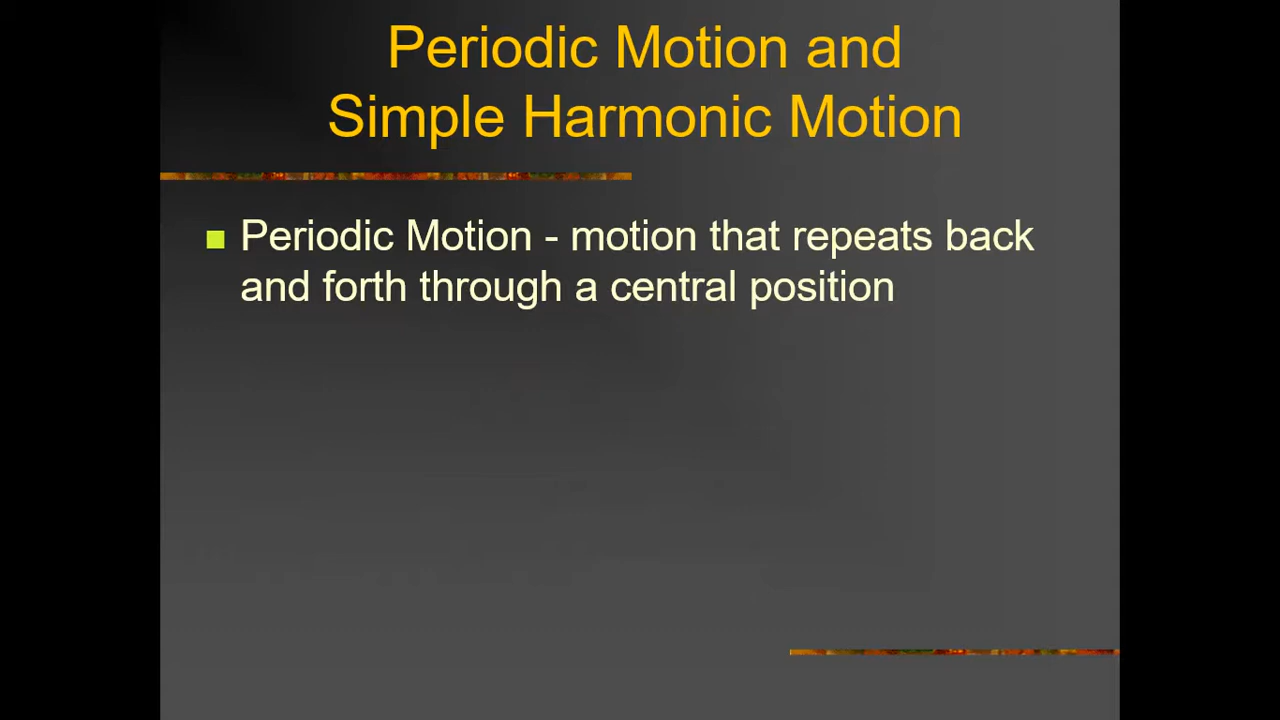 Periodic Motion and
Simple Harmonic Motion
Periodic Motion - motion that repeats back
and forth through a central position